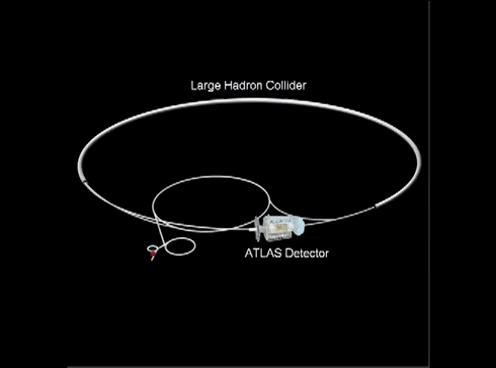 Large Hadron Collider
ATLAS Detector